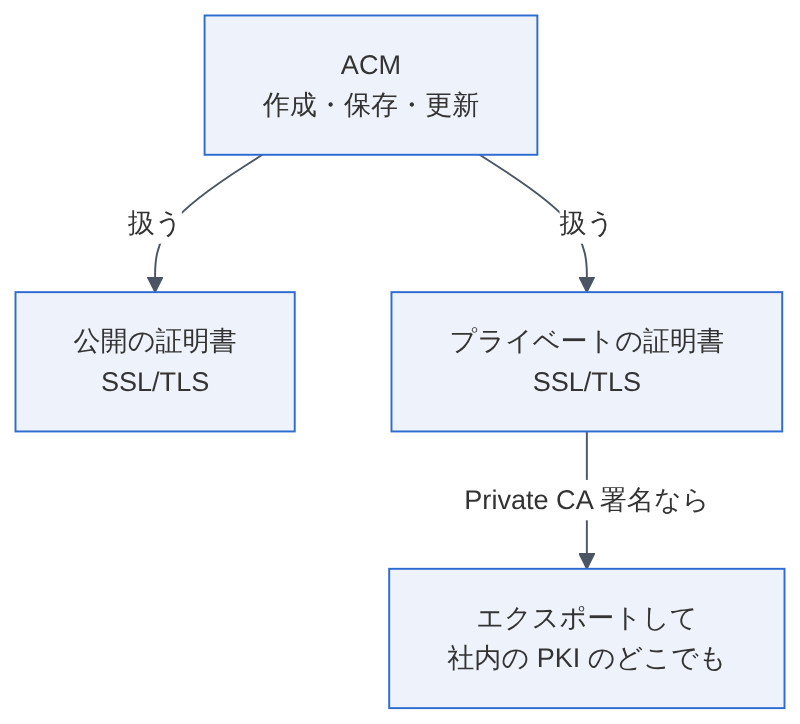 ACM
作成・保存・更新
扱う
扱う
公開の証明書
SSL/TLS
プライベートの証明書
SSL/TLS
Private CA 署名なら
エクスポートして
社内の PKI のどこでも